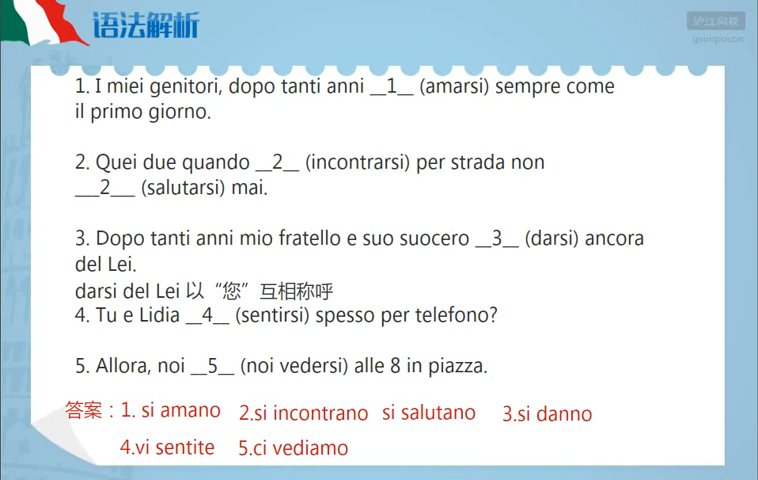 语法解析
沪江网校
gsimposon
1. I miei genitori, dopo tanti anni __1__ (amarsi) sempre come
il primo giorno.
2. Quei due quando __2__ (incontrarsi) per strada non
___2___ (salutarsi) mai.
3. Dopo tanti anni mio fratello e suo suocero __3__ (darsi) ancora
del Lei.
darsi del Lei 以“您”互相称呼
4. Tu e Lidia __4__ (sentirsi) spesso per telefono?
5. Allora, noi __5__ (noi vedersi) alle 8 in piazza.
答案：1. si amano 2.si incontrano si salutano 3.si danno
4.vi sentite 5.ci vediamo